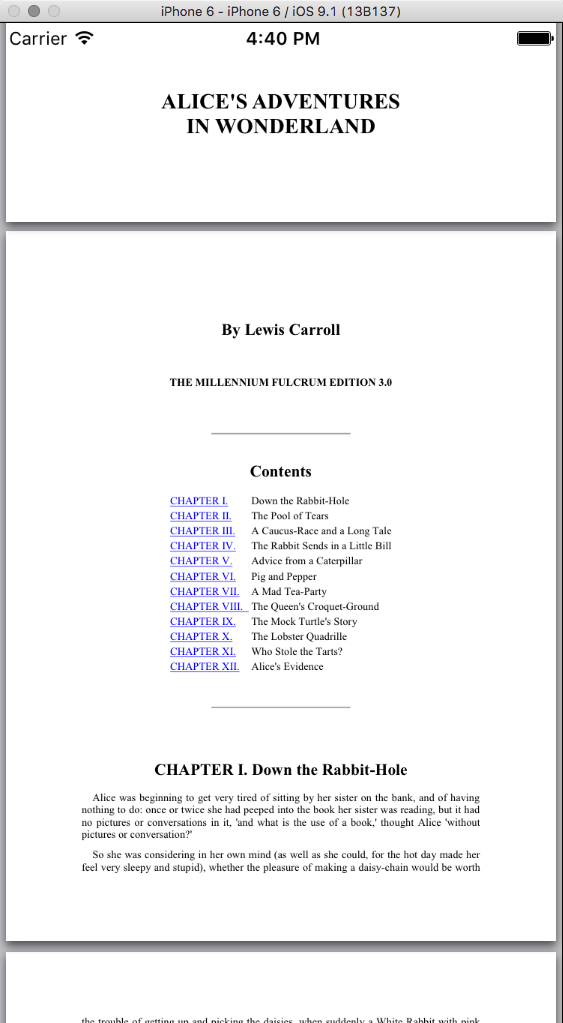 iPhone 6 - iPhone 6 / iOS 9.1 (13B137)
Carrier 4:40 PM
ALICE'S ADVENTURES
IN WONDERLAND
By Lewis Carroll
THE MILLENNIUM FULCRUM EDITION 3.0
Contents
CHAPTER I. Down the Rabbit-Hole
CHAPTER II. The Pool of Tears
CHAPTER III. A Caucus-Race and a Long Tale
CHAPTER IV. The Rabbit Sends in a Little Bill
CHAPTER V. Advice from a Caterpillar
CHAPTER VI. Pig and Pepper
CHAPTER VII. A Mad Tea-Party
CHAPTER VIII. The Queen's Croquet-Ground
CHAPTER IX. The Mock Turtle's Story
CHAPTER X. The Lobster Quadrille
CHAPTER XI. Who Stole the Tarts?
CHAPTER XII. Alice's Evidence
CHAPTER I. Down the Rabbit-Hole
Alice was beginning to get very tired of sitting by her sister on the bank, and of having
nothing to do: once or twice she had peeped into the book her sister was reading, but it had
no pictures or conversations in it, 'and what is the use of a book,' thought Alice 'without
pictures or conversation?'
So she was considering in her own mind (as well as she could, for the hot day made her
feel very sleepy and stupid), whether the pleasure of making a daisy-chain would be worth
the trouble of getting up and picking the daisies, when suddenly a White Rabbit with pink